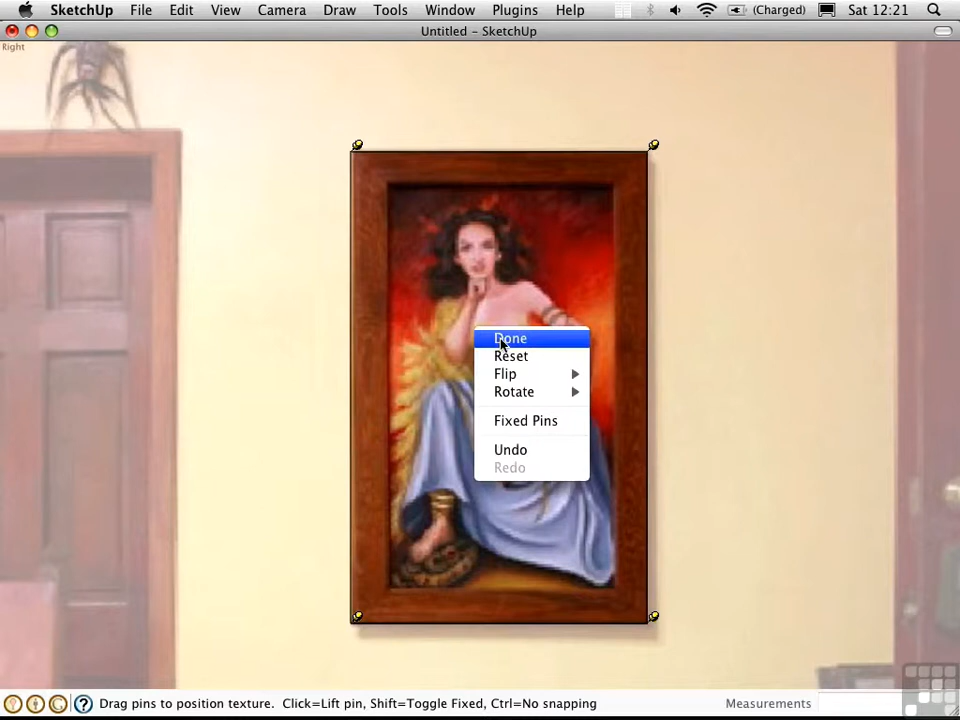 SketchUp File Edit View Camera Draw Tools Window Plugins Help (Charged) Sat 12:21
Untitled – SketchUp
Right
Done
Reset
Flip
Rotate
Fixed Pins
Undo
Redo
Drag pins to position texture. Click=Lift pin, Shift=Toggle Fixed, Ctrl=No snapping Measurements